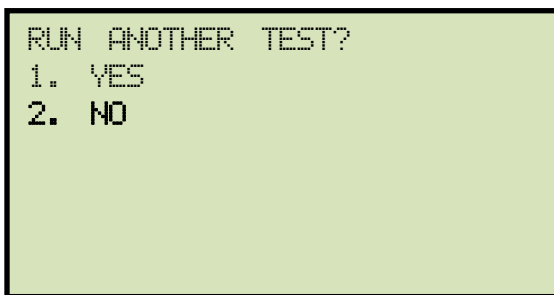 RUN ANOTHER TEST?
1. YES
2. NO